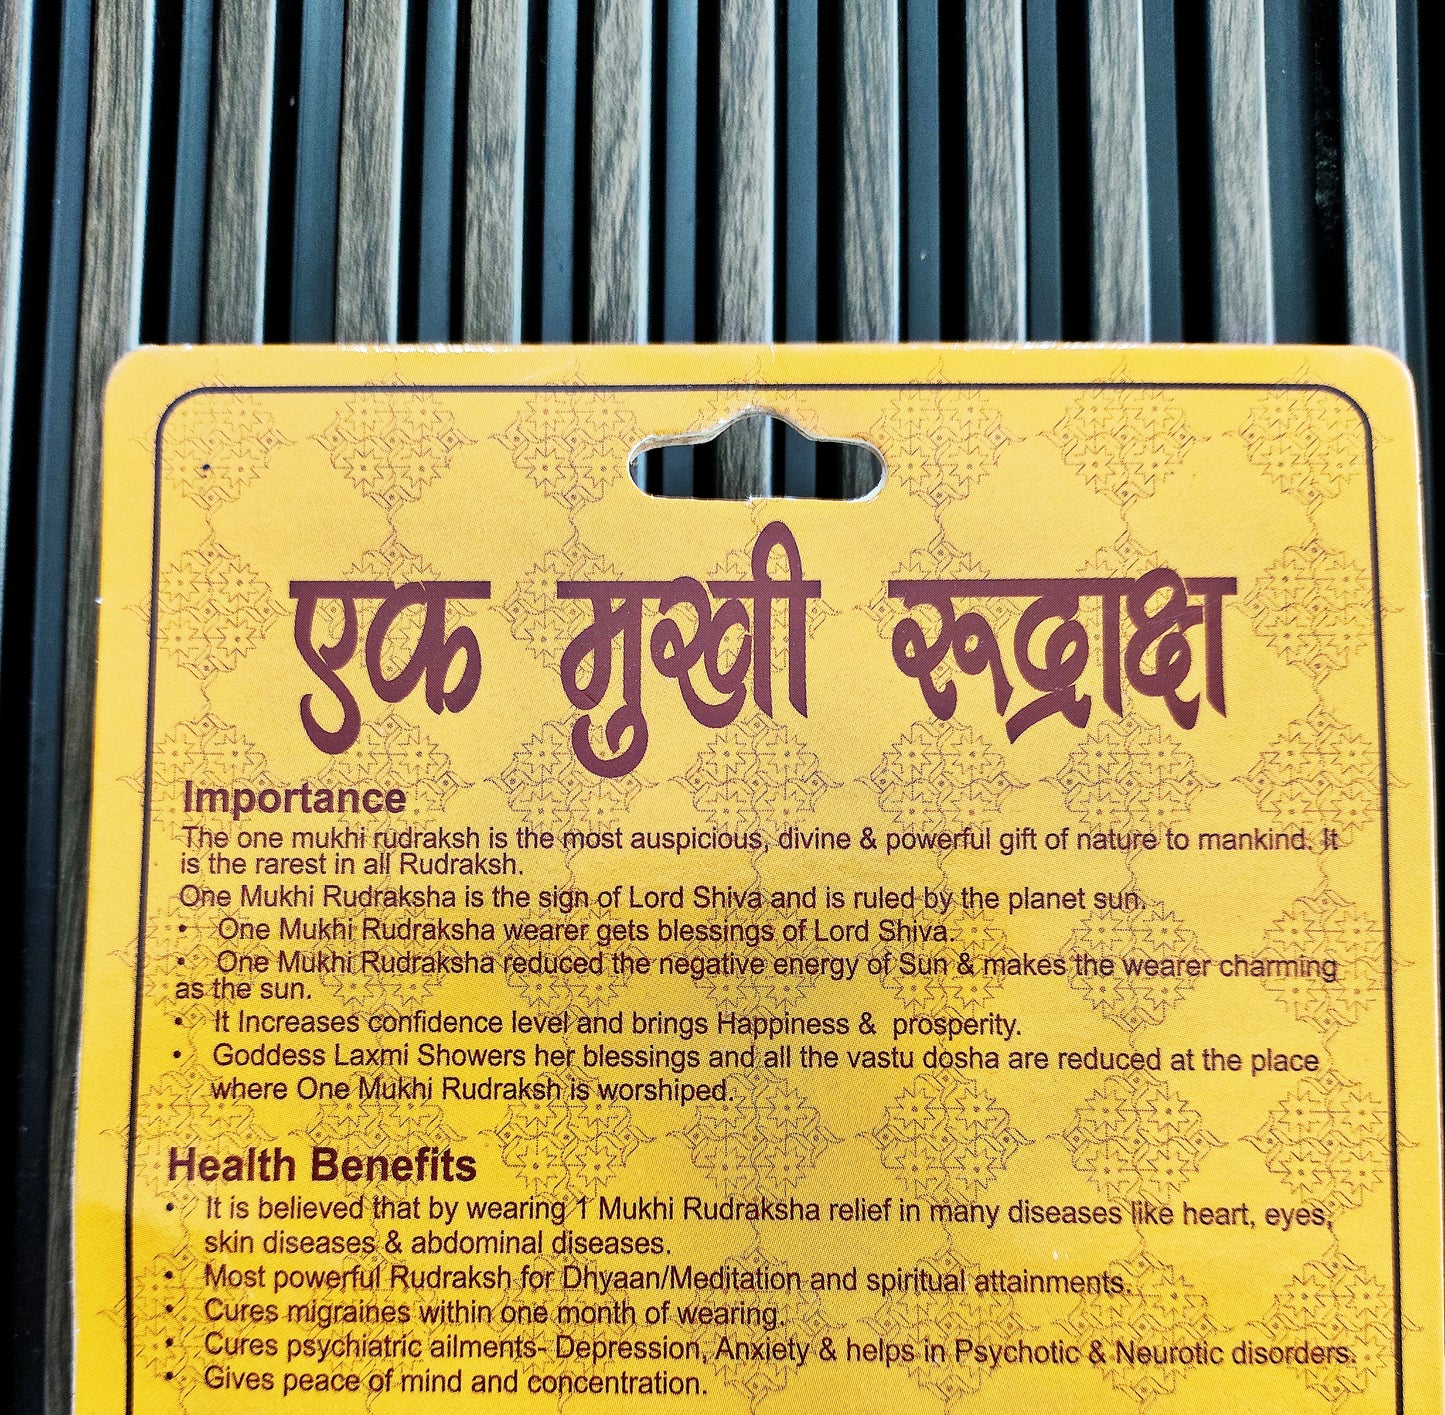 एक मुखी रूद्राक्ष
Importance
The one mukhi rudraksh is the most auspicious, divine & powerful gift of nature to mankind. It
is the rarest in all Rudraksh.
One Mukhi Rudraksha is the sign of Lord Shiva and is ruled by the planet sun.
• One Mukhi Rudraksha wearer gets blessings of Lord Shiva.
• One Mukhi Rudraksha reduced the negative energy of Sun & makes the wearer charming
as the sun.
• It Increases confidence level and brings Happiness & prosperity.
• Goddess Laxmi Showers her blessings and all the vastu dosha are reduced at the place
where One Mukhi Rudraksh is worshiped.
Health Benefits
• It is believed that by wearing 1 Mukhi Rudraksha relief in many diseases like heart, eyes,
skin diseases & abdominal diseases.
• Most powerful Rudraksh for Dhyaan/Meditation and spiritual attainments.
• Cures migraines within one month of wearing.
• Cures psychiatric ailments- Depression, Anxiety & helps in Psychotic & Neurotic disorders.
• Gives peace of mind and concentration.